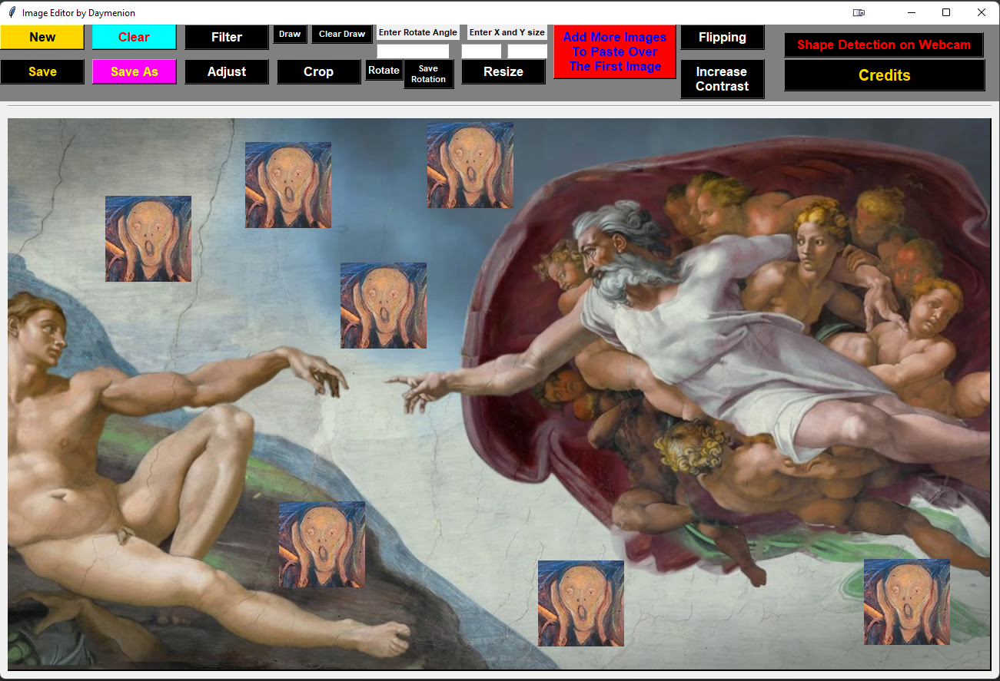 Image Editor by Daymenion
New
Clear
Filter
Draw
Clear Draw
Enter Rotate Angle
Enter X and Y size
Add More Images
To Paste Over
The First Image
Flipping
Shape Detection on Webcam
Save
Save As
Adjust
Crop
Rotate
Save
Rotation
Resize
Increase
Contrast
Credits